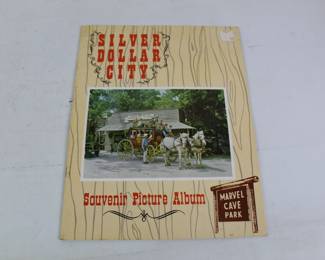 SILVER
DOLLAR
CITY
Souvenir Picture Album
MARVEL
CAVE
PARK